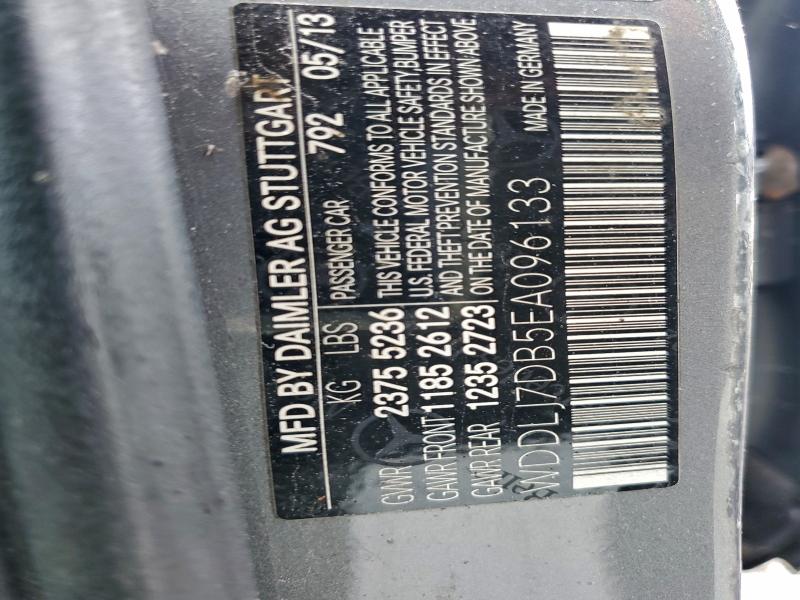 MFD BY DAIMLER AG STUTTGART
KG LBS PASSENGER CAR 792 05/13
GVWR 2375 5236 THIS VEHICLE CONFORMS TO ALL APPLICABLE
GAWR FRONT 1185 2612 U.S. FEDERAL MOTOR VEHICLE SAFETY, BUMPER
GAWR REAR 1235 2723 AND THEFT PREVENTION STANDARDS IN EFFECT
ON THE DATE OF MANUFACTURE SHOWN ABOVE.
WDDLJ7DB5EA096133 MADE IN GERMANY